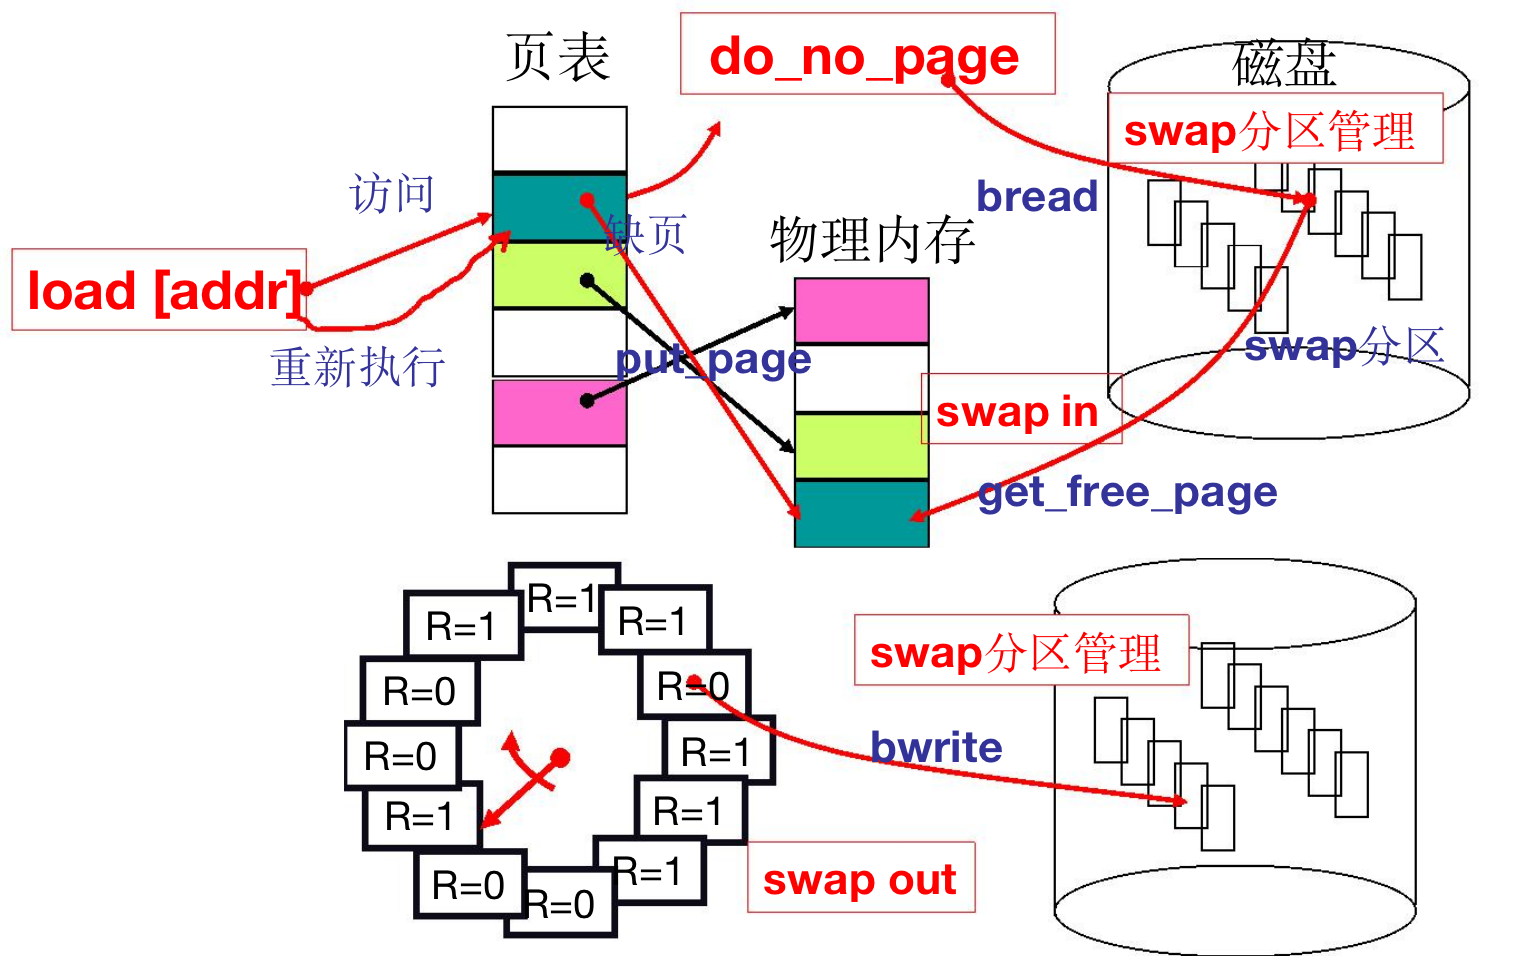 页表
do_no_page
磁盘
swap分区管理
访问
bread
缺页
物理内存
load [addr]
重新执行
put_page
swap分区
swap in
get_free_page
R=1
R=1
R=1
swap分区管理
R=0
R=0
R=0
R=1
bwrite
R=1
R=1
R=1
swap out
R=0
R=0